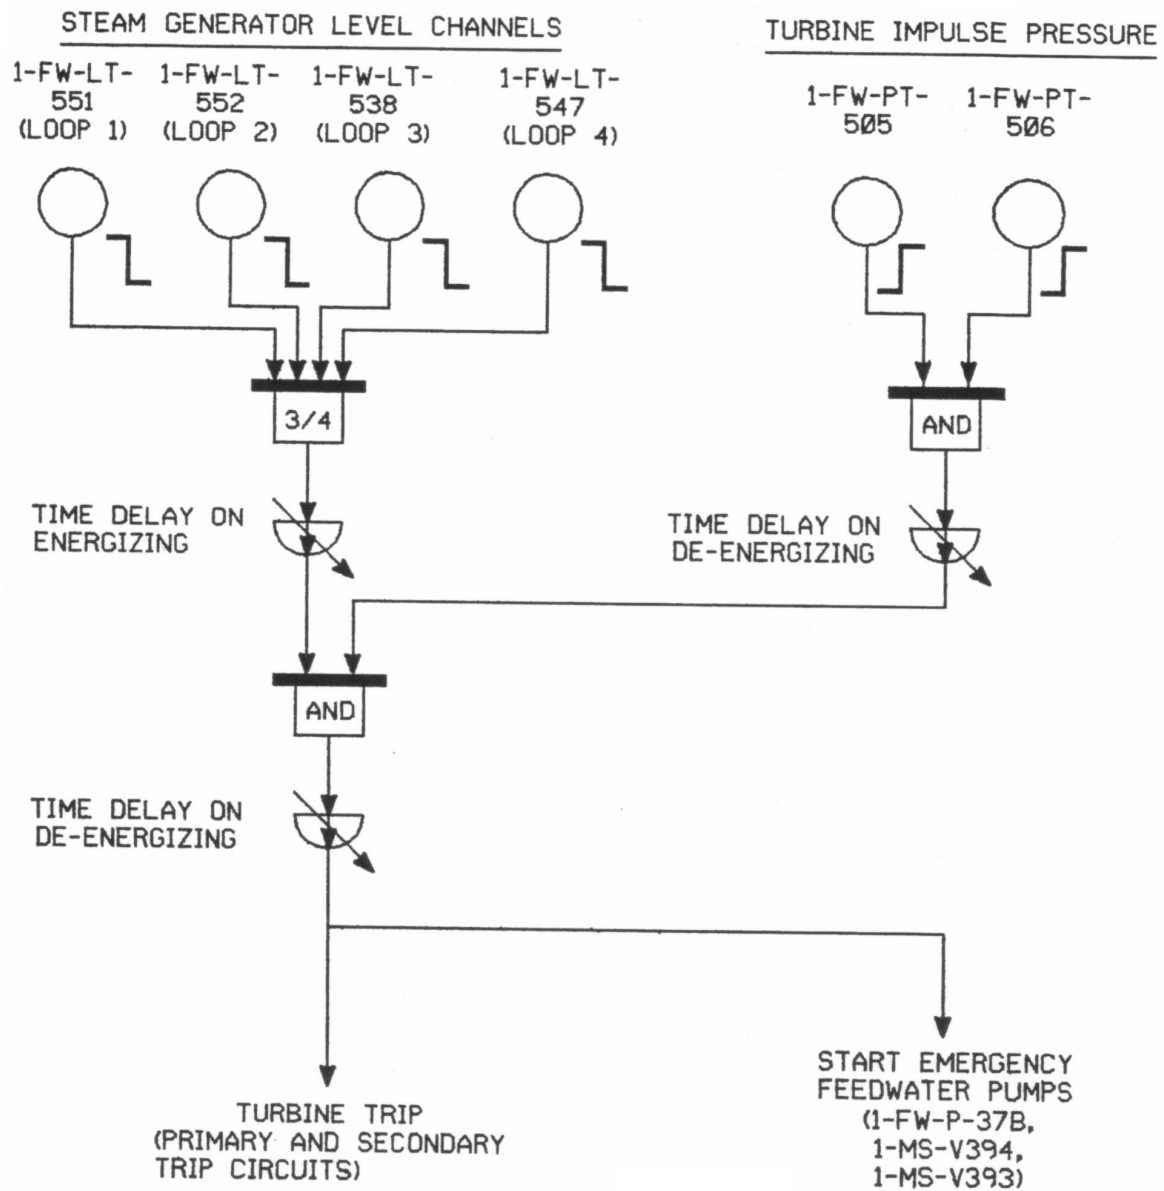 STEAM GENERATOR LEVEL CHANNELS
TURBINE IMPULSE PRESSURE
1-FW-LT-
551
(LOOP 1)
1-FW-LT-
552
(LOOP 2)
1-FW-LT-
538
(LOOP 3)
1-FW-LT-
547
(LOOP 4)
1-FW-PT-
505
1-FW-PT-
506
3/4
AND
TIME DELAY ON
ENERGIZING
TIME DELAY ON
DE-ENERGIZING
AND
TIME DELAY ON
DE-ENERGIZING
TURBINE TRIP
(PRIMARY AND SECONDARY
TRIP CIRCUITS)
START EMERGENCY
FEEDWATER PUMPS
(1-FW-P-37B,
1-MS-V394,
1-MS-V393)